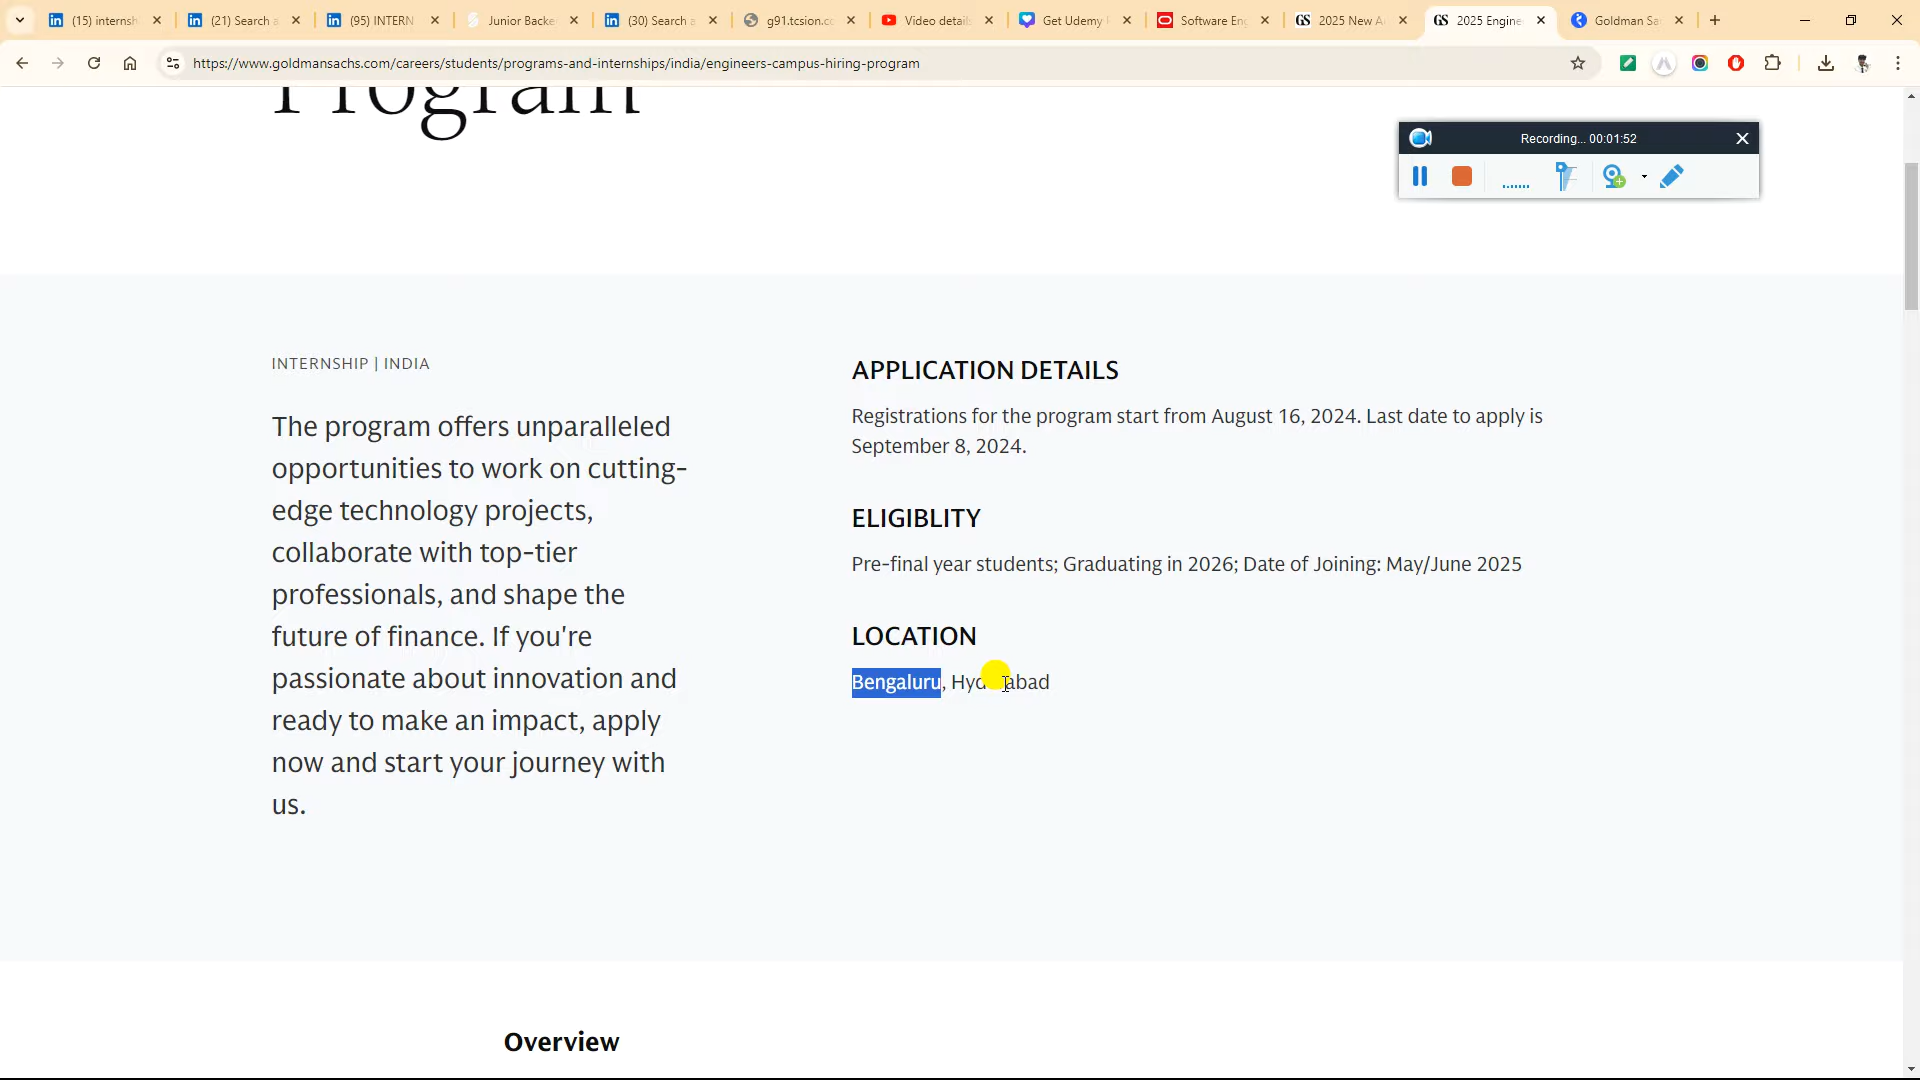 (15) internsh
(21) Search a
(95) INTERN
Junior Backe
(30) Search a
g91.tcsion.cc
Video detail
Get Udemy
Software Eng
GS 2025 New A
GS 2025 Engine
Goldman Sa
https://www.goldmansachs.com/careers/students/programs-and-internships/india/engineers-campus-hiring-program
Program
Recording... 00:01:52
INTERNSHIP | INDIA
The program offers unparalleled
opportunities to work on cutting-
edge technology projects,
collaborate with top-tier
professionals, and shape the
future of finance. If you're
passionate about innovation and
ready to make an impact, apply
now and start your journey with
us.
APPLICATION DETAILS
Registrations for the program start from August 16, 2024. Last date to apply is
September 8, 2024.
ELIGIBLITY
Pre-final year students; Graduating in 2026; Date of Joining: May/June 2025
LOCATION
Bengaluru, Hyderabad
Overview